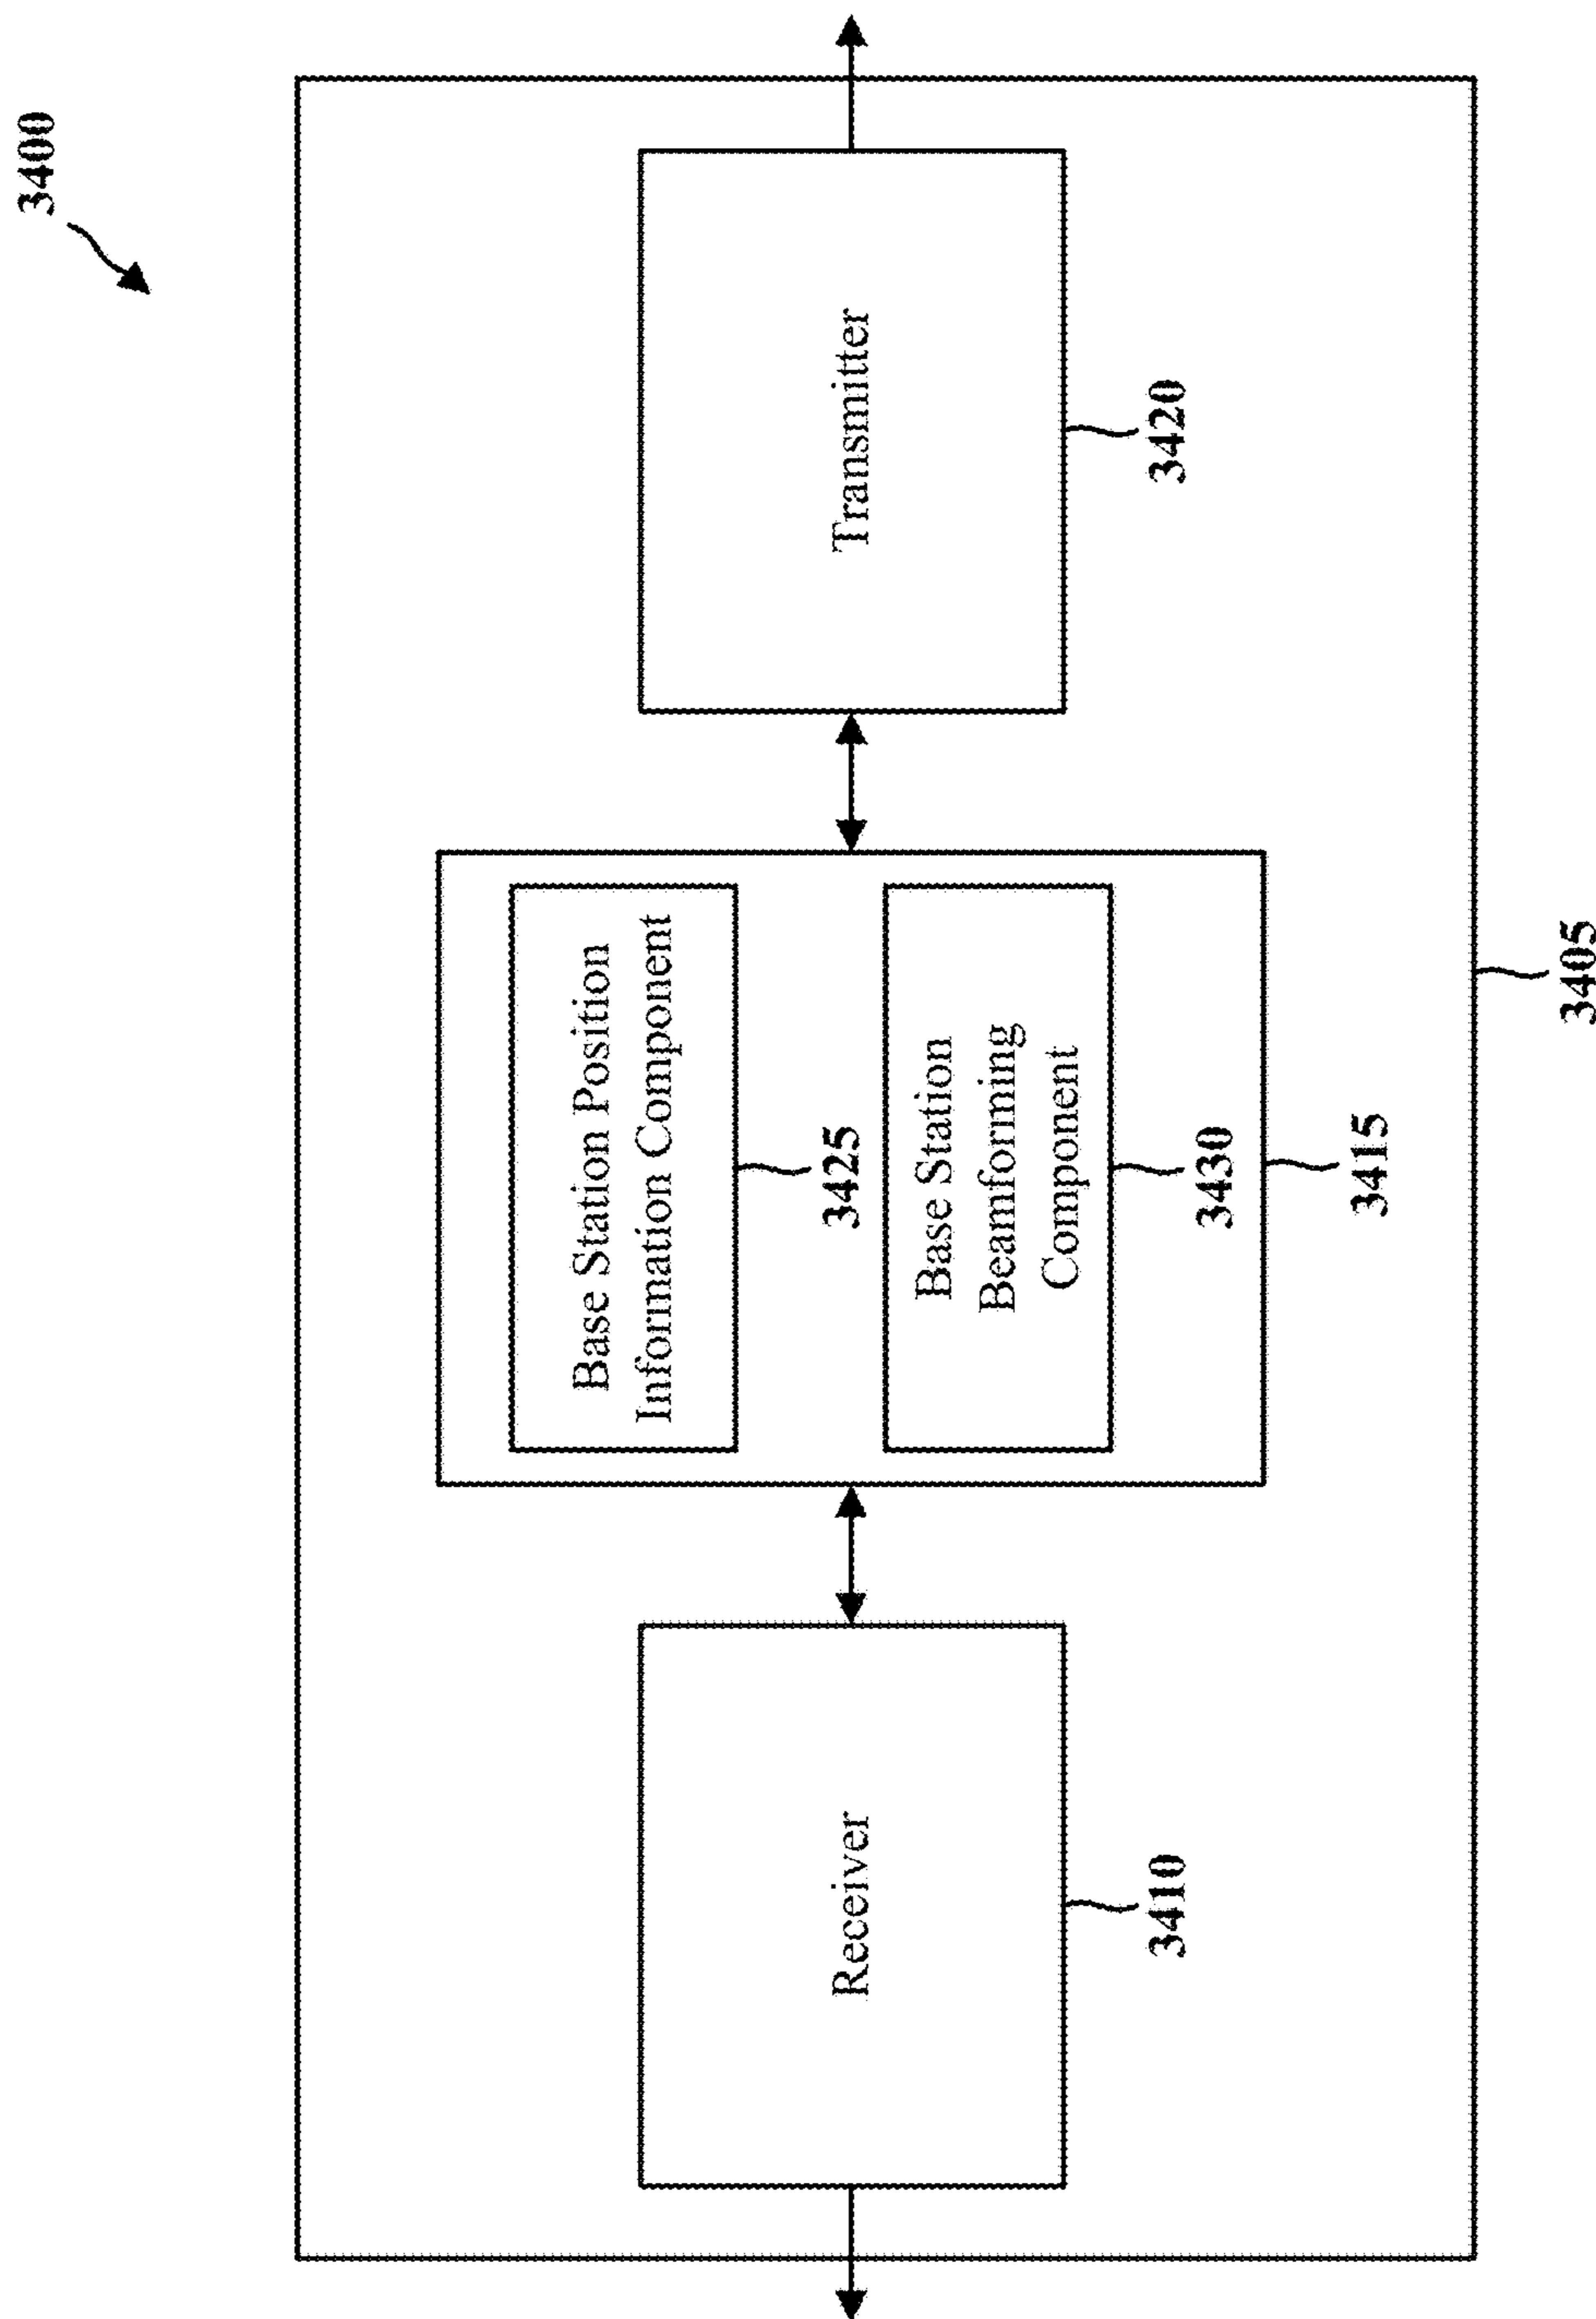 3400
Receiver
3410
Base Station Position
Information Component
3425
Base Station
Beamforming
Component
3430
3415
Transmitter
3420
3405